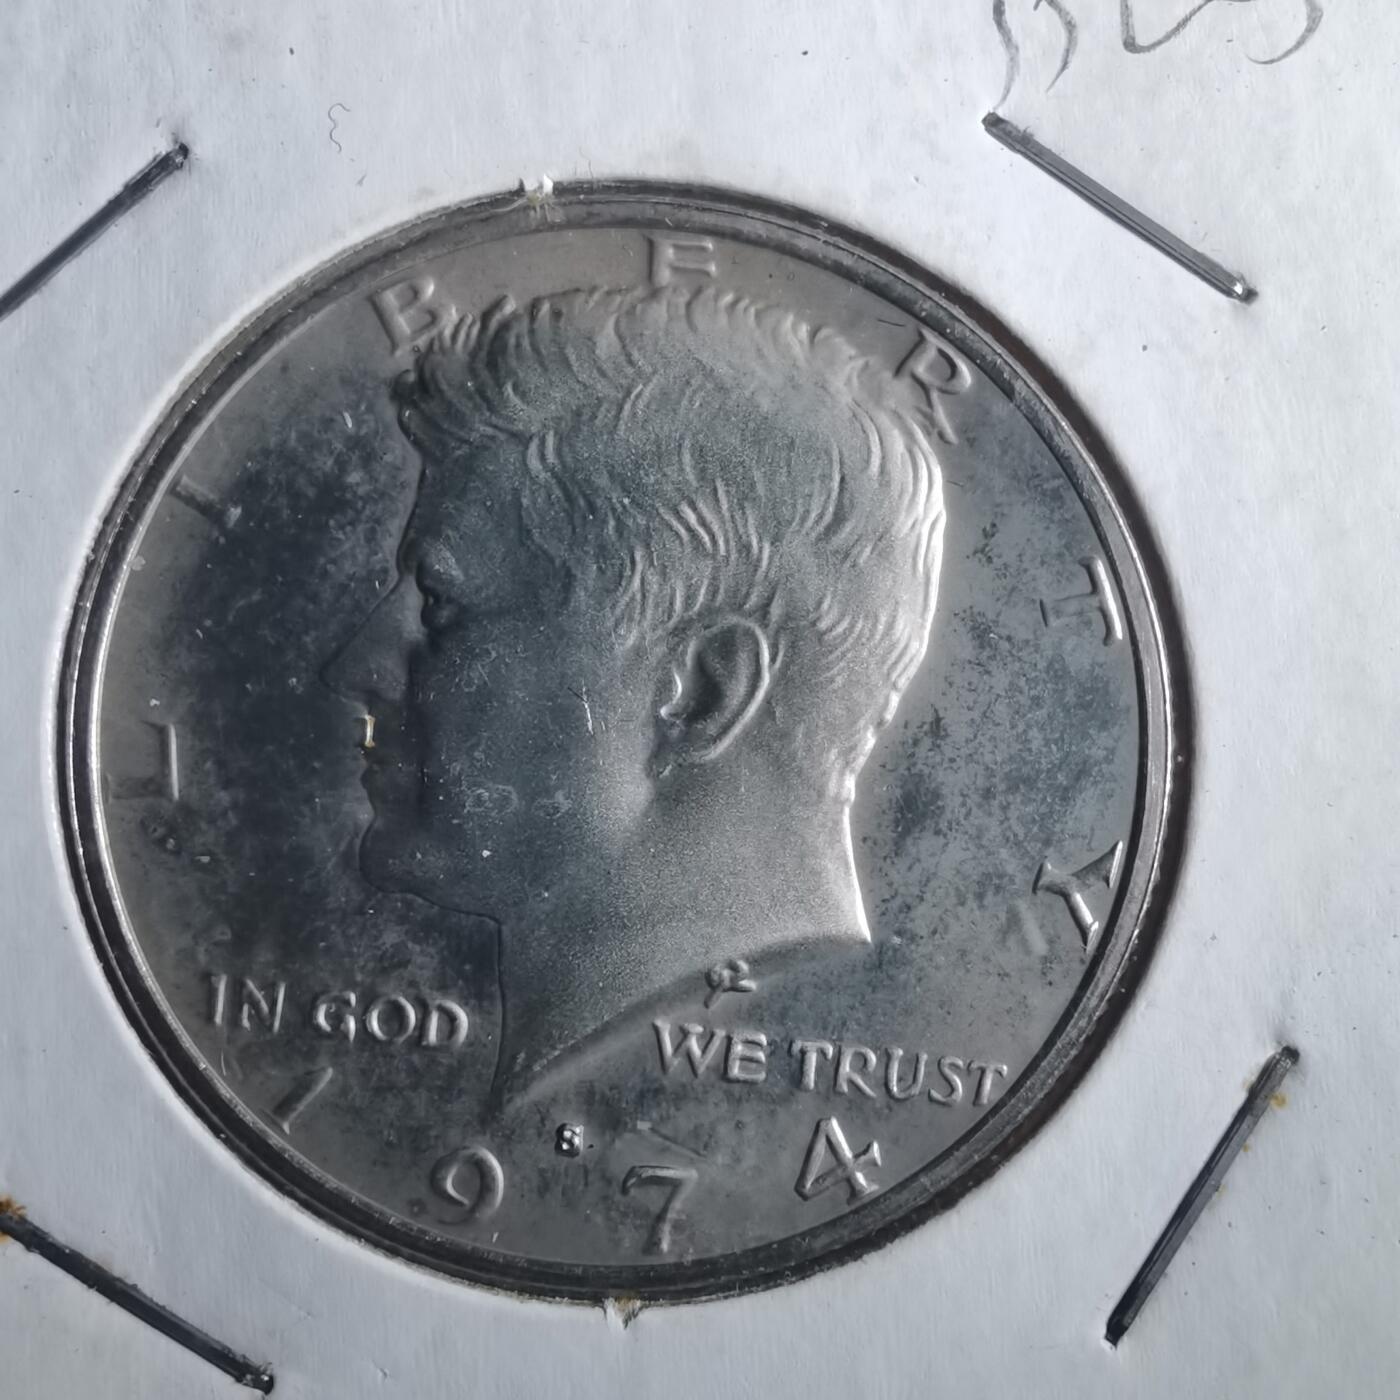 LIBERTY
IN GOD WE TRUST
S
1974